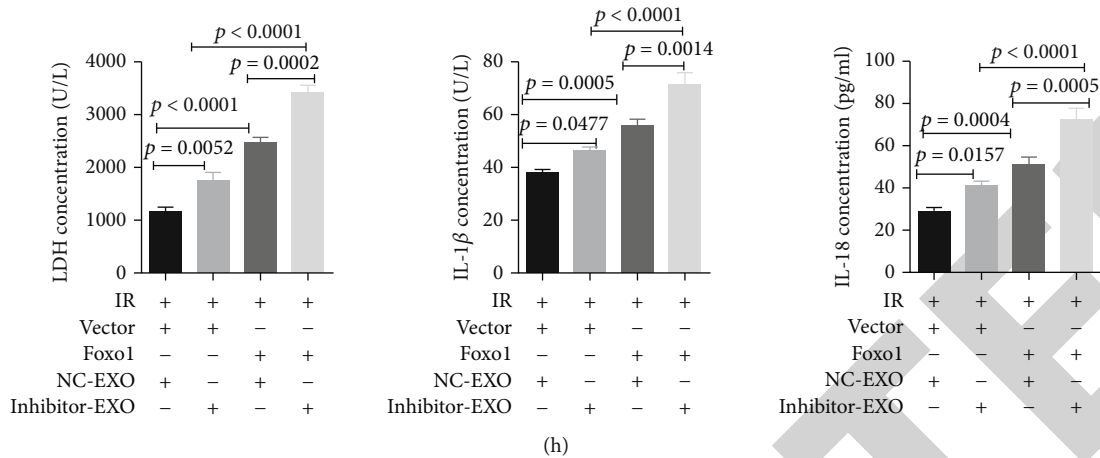 p < 0.0001
p = 0.0002
p < 0.0001
p = 0.0052
LDH concentration (U/L)
4000
3000
2000
1000
0
IR + + + +
Vector + + − −
Foxo1 − − + +
NC-EXO + − + −
Inhibitor-EXO − + − +
p < 0.0001
p = 0.0014
p = 0.0005
p = 0.0477
IL-1β concentration (U/L)
80
60
40
20
0
IR + + + +
Vector + + − −
Foxo1 − − + +
NC-EXO + − + −
Inhibitor-EXO − + − +
p < 0.0001
p = 0.0005
p = 0.0004
p = 0.0157
IL-18 concentration (pg/ml)
100
80
60
40
20
0
IR + + + +
Vector + + − −
Foxo1 − − + +
NC-EXO + − + −
Inhibitor-EXO − + − +
(h)